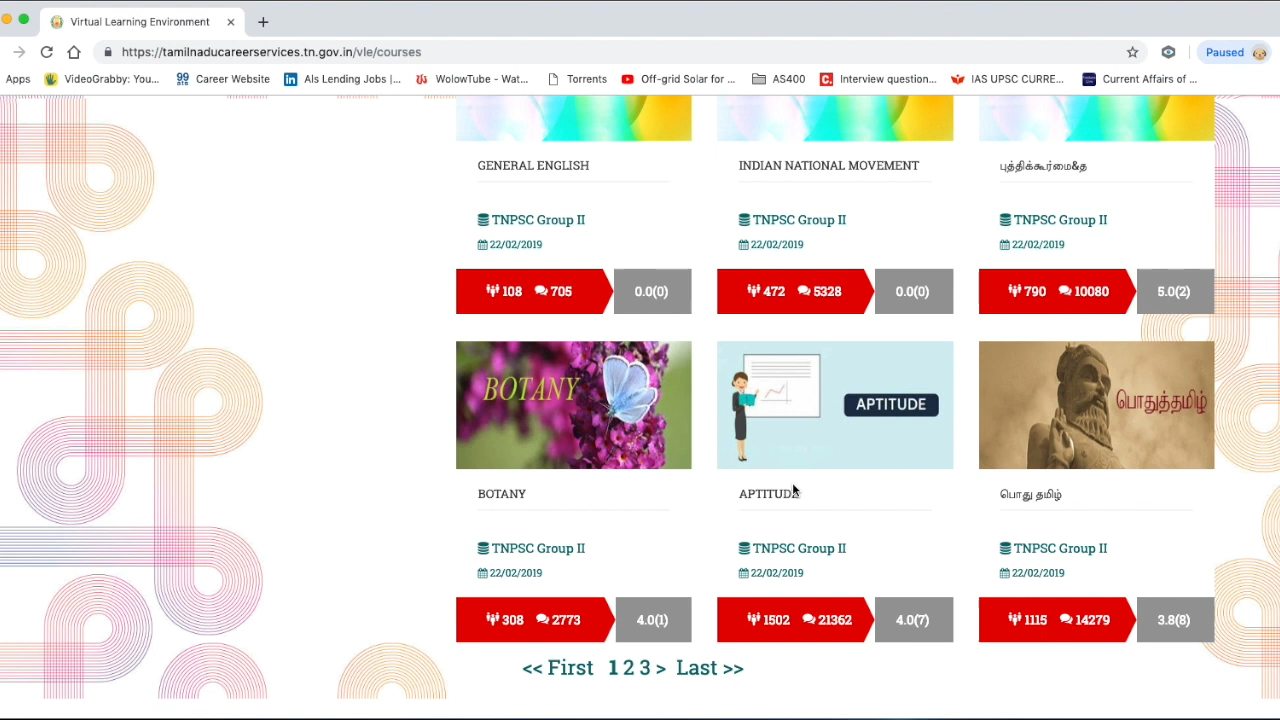 Virtual Learning Environment
https://tamilnaducareerservices.tn.gov.in/vle/courses
Paused
Apps VideoGrabby: You... Career Website Als Lending Jobs |... WolowTube - Wat... Torrents Off-grid Solar for ... AS400 Interview question... IAS UPSC CURRE... Current Affairs of ...
GENERAL ENGLISH INDIAN NATIONAL MOVEMENT புத்திக்கூர்மை&த
TNPSC Group II TNPSC Group II TNPSC Group II
22/02/2019 22/02/2019 22/02/2019
108 705 0.0(0) 472 5328 0.0(0) 790 10080 5.0(2)
BOTANY APTITUDE பொதுத்தமிழ்
BOTANY APTITUDE பொது தமிழ்
TNPSC Group II TNPSC Group II TNPSC Group II
22/02/2019 22/02/2019 22/02/2019
308 2773 4.0(1) 1502 21362 4.0(7) 1115 14279 3.8(8)
<< First 1 2 3 > Last >>